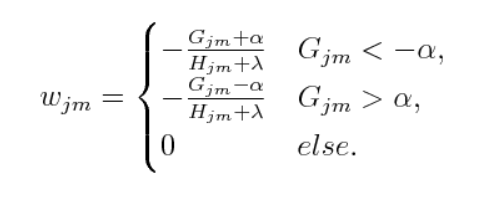 w_{jm} = \begin{cases} -\frac{G_{jm}+\alpha}{H_{jm}+\lambda} & G_{jm} < -\alpha, \\
-\frac{G_{jm}-\alpha}{H_{jm}+\lambda} & G_{jm} > \alpha, \\
0 & else. \end{cases}